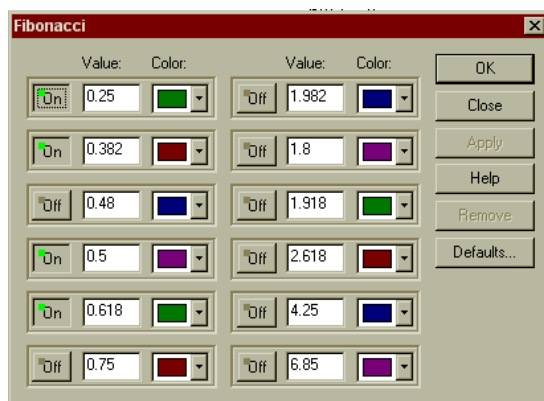 Fibonacci
Value: Color: Value: Color:
On 0.25 Off 1.982 OK
Close
On 0.382 Off 1.8 Apply
Help
Off 0.48 Off 1.918 Remove
On 0.5 Off 2.618 Defaults...
On 0.618 Off 4.25
Off 0.75 Off 6.85